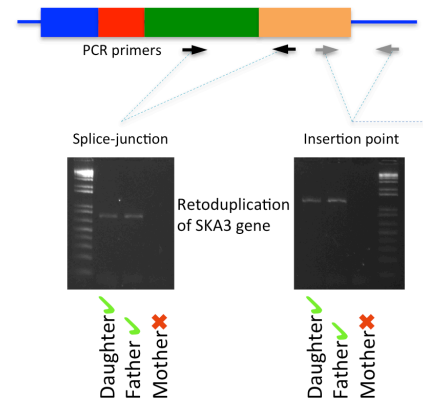 PCR primers
Splice-junction
Insertion point
Retoduplication
of SKA3 gene
Daughter
Father
Mother
Daughter
Father
Mother